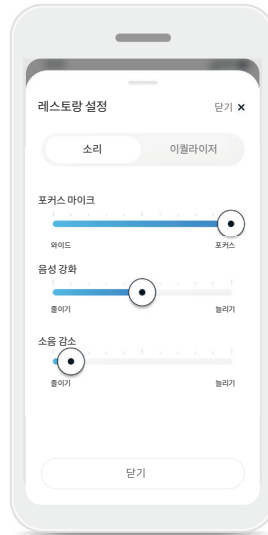 레스토랑 설정
닫기 ×
소리
이퀄라이저
포커스 마이크
와이드
포커스
음성 강화
줄이기
늘리기
소음 감소
줄이기
늘리기
닫기